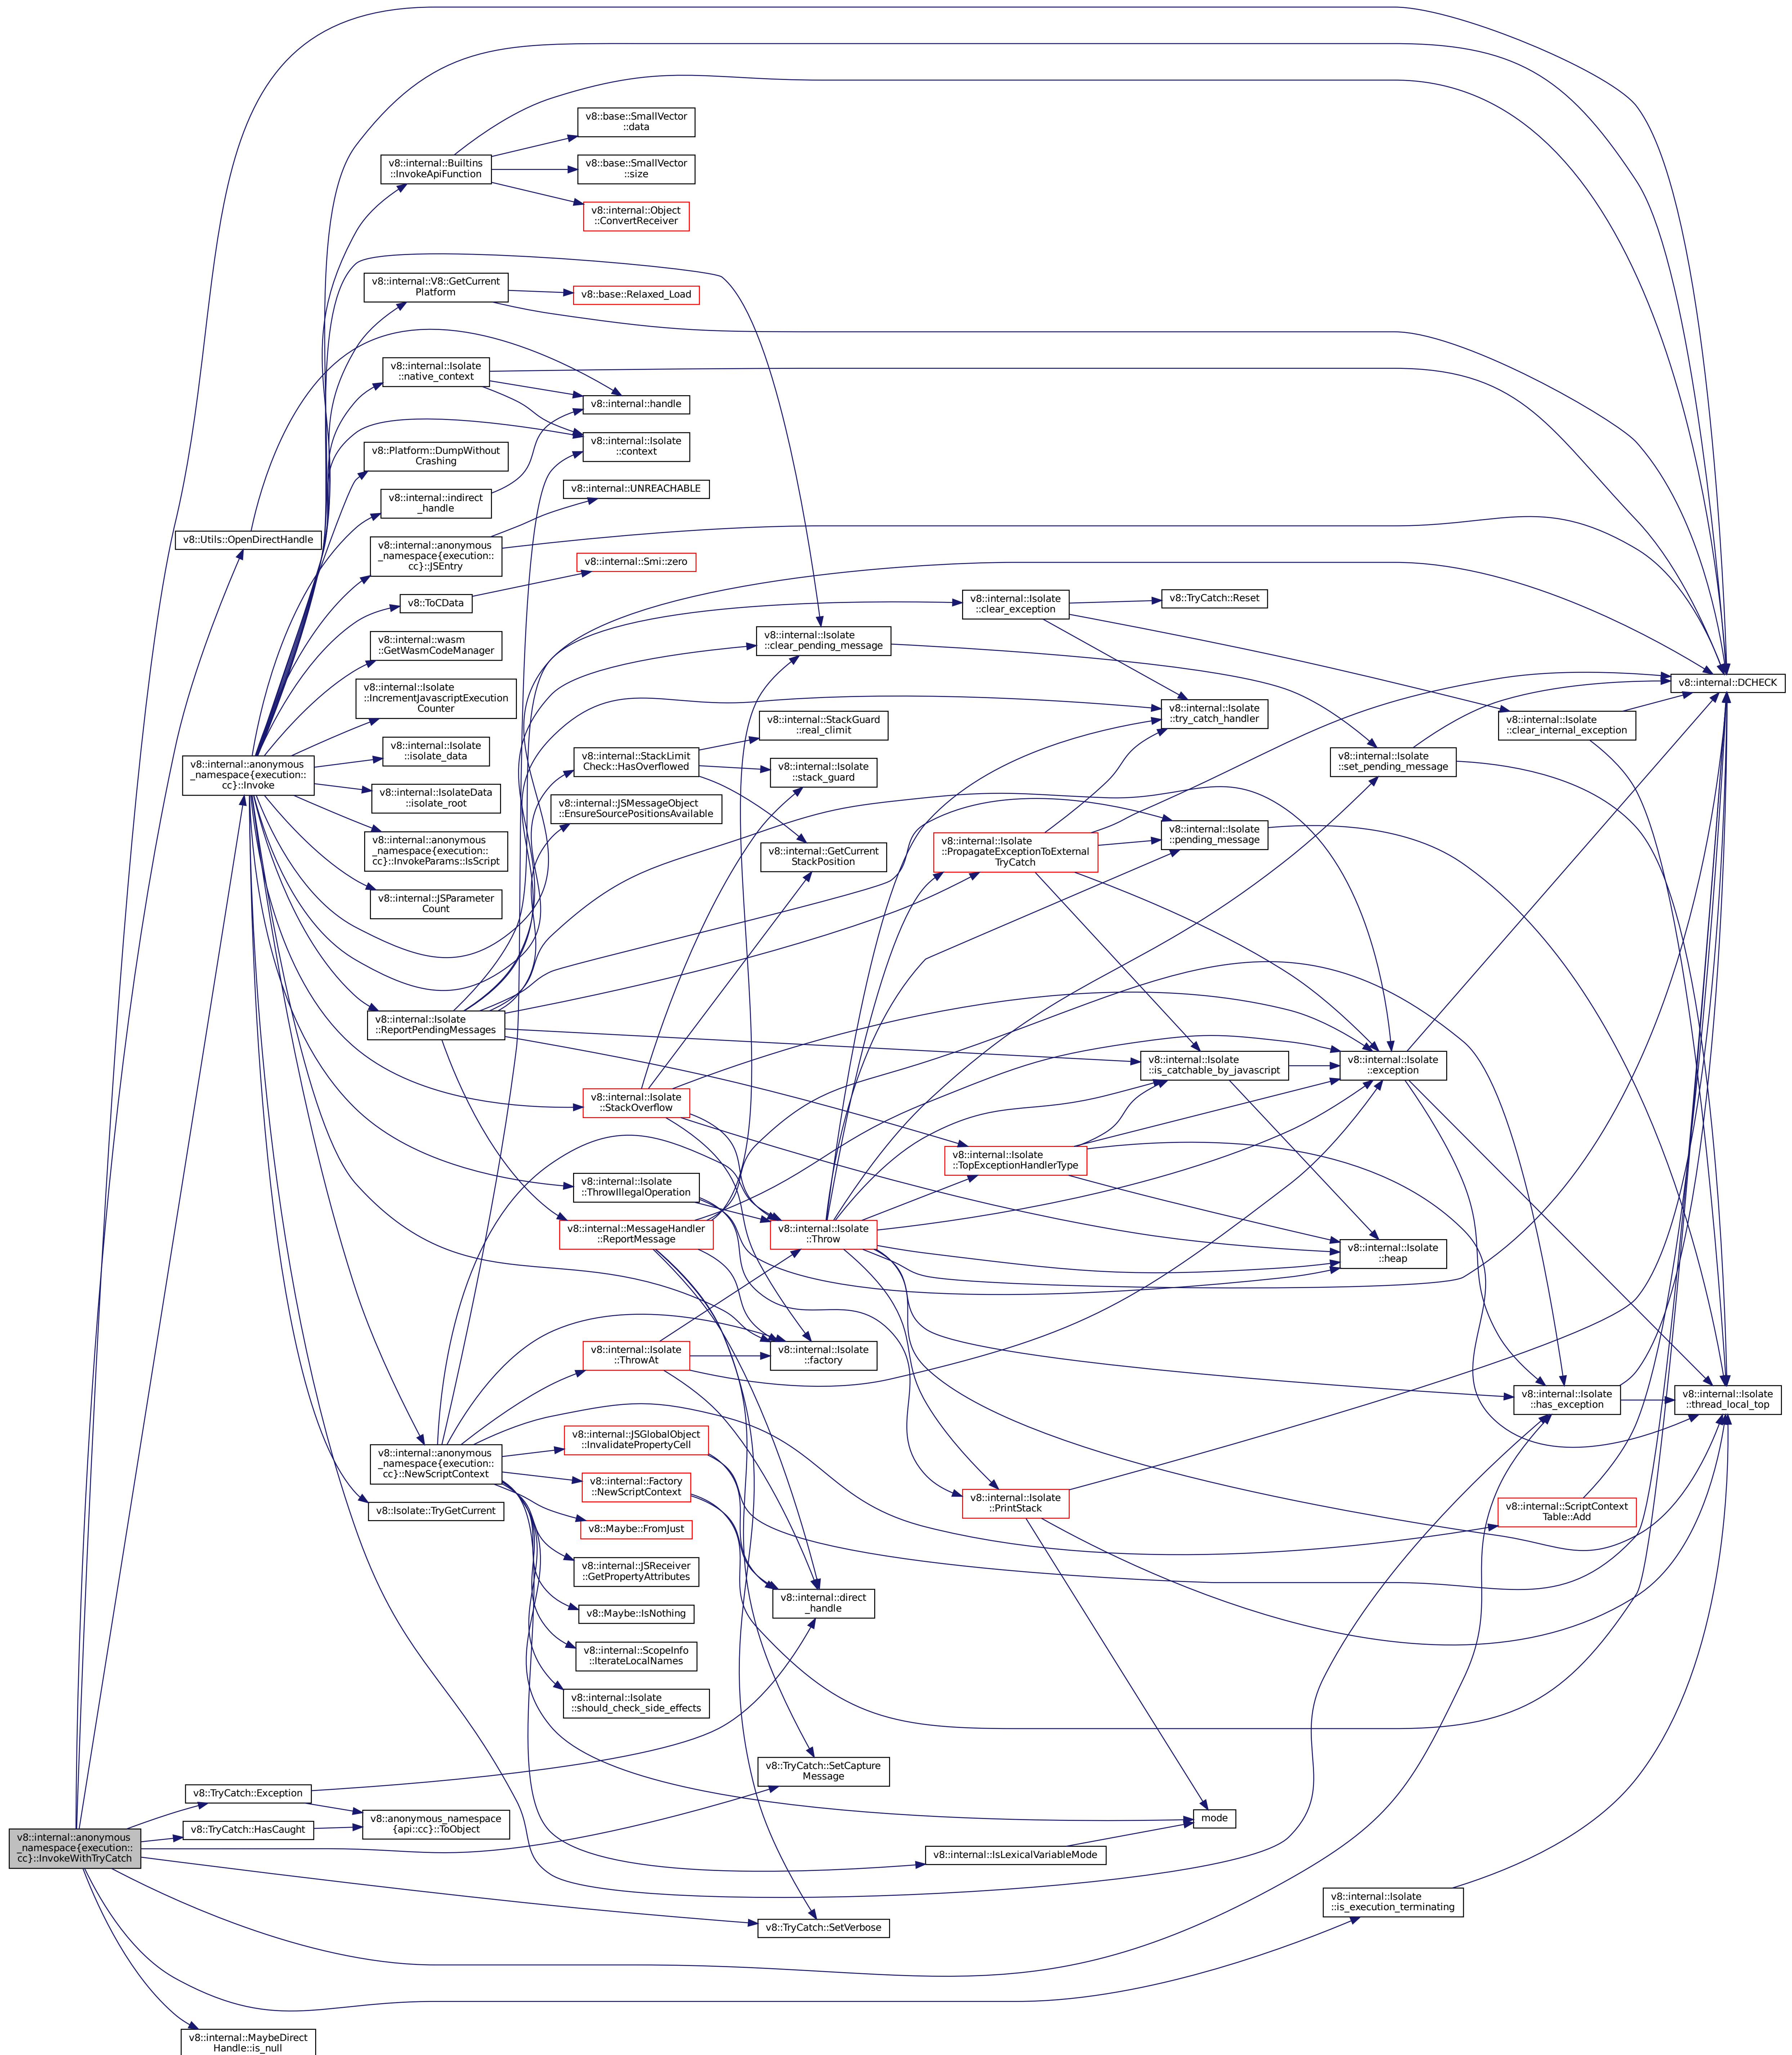 v8::base::SmallVector
::data
v8::internal::Builtins
::InvokeApiFunction
v8::base::SmallVector
::size
v8::internal::Object
::ConvertReceiver
v8::internal::V8::GetCurrent
Platform
v8::base::Relaxed_Load
v8::internal::Isolate
::native_context
v8::internal::handle
v8::internal::Isolate
::context
v8::Platform::DumpWithout
Crashing
v8::internal::UNREACHABLE
v8::internal::indirect
_handle
v8::Utils::OpenDirectHandle
v8::internal::anonymous
_namespace{execution::
cc}::JSEntry
v8::internal::Smi::zero
v8::ToCData
v8::internal::Isolate
::clear_exception
v8::TryCatch::Reset
v8::internal::wasm
::GetWasmCodeManager
v8::internal::Isolate
::clear_pending_message
v8::internal::DCHECK
v8::internal::Isolate
::IncrementJavascriptExecution
Counter
v8::internal::StackGuard
::real_climit
v8::internal::Isolate
::try_catch_handler
v8::internal::Isolate
::clear_internal_exception
v8::internal::Isolate
::isolate_data
v8::internal::StackLimit
Check::HasOverflowed
v8::internal::Isolate
::stack_guard
v8::internal::Isolate
::set_pending_message
v8::internal::anonymous
_namespace{execution::
cc}::Invoke
v8::internal::IsolateData
::isolate_root
v8::internal::JSMessageObject
::EnsureSourcePositionsAvailable
v8::internal::anonymous
_namespace{execution::
cc}::InvokeParams::IsScript
v8::internal::GetCurrent
StackPosition
v8::internal::Isolate
::PropagateExceptionToExternal
TryCatch
v8::internal::Isolate
::pending_message
v8::internal::JSParameter
Count
v8::internal::Isolate
::ReportPendingMessages
v8::internal::Isolate
::is_catchable_by_javascript
v8::internal::Isolate
::exception
v8::internal::Isolate
::StackOverflow
v8::internal::Isolate
::TopExceptionHandlerType
v8::internal::Isolate
::ThrowIllegalOperation
v8::internal::MessageHandler
::ReportMessage
v8::internal::Isolate
::Throw
v8::internal::Isolate
::heap
v8::internal::Isolate
::ThrowAt
v8::internal::Isolate
::factory
v8::internal::Isolate
::has_exception
v8::internal::Isolate
::thread_local_top
v8::internal::anonymous
_namespace{execution::
cc}::NewScriptContext
v8::internal::JSGlobalObject
::InvalidatePropertyCell
v8::internal::Factory
::NewScriptContext
v8::internal::Isolate
::PrintStack
v8::internal::ScriptContext
Table::Add
v8::Isolate::TryGetCurrent
v8::Maybe::FromJust
v8::internal::JSReceiver
::GetPropertyAttributes
v8::internal::direct
_handle
v8::Maybe::IsNothing
v8::internal::ScopeInfo
::IterateLocalNames
v8::internal::Isolate
::should_check_side_effects
v8::TryCatch::SetCapture
Message
v8::TryCatch::Exception
v8::anonymous_namespace
{api::cc}::ToObject
mode
v8::TryCatch::HasCaught
v8::internal::anonymous
_namespace{execution::
cc}::InvokeWithTryCatch
v8::internal::IsLexicalVariableMode
v8::internal::Isolate
::is_execution_terminating
v8::TryCatch::SetVerbose
v8::internal::MaybeDirect
Handle::is_null